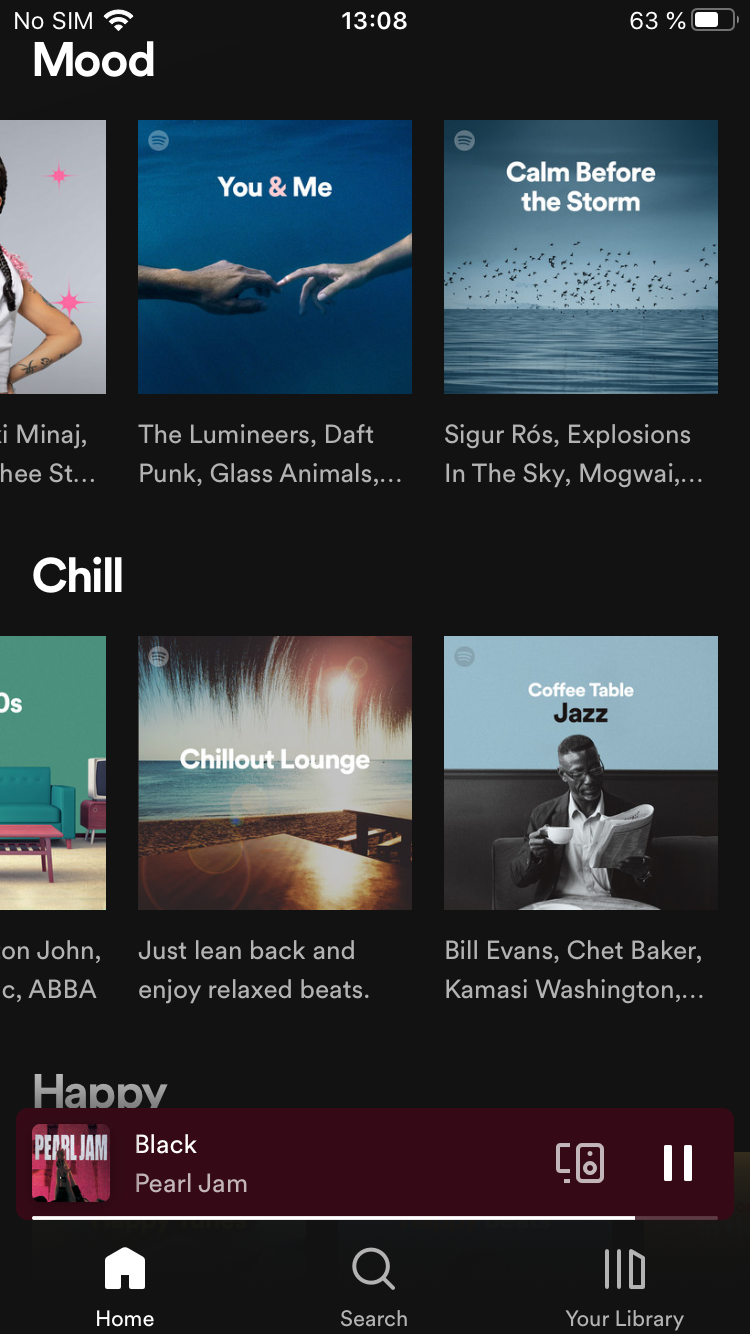 No SIM 13:08 63 %
Mood
You & Me
Calm Before
the Storm
i Minaj,
hee St...
The Lumineers, Daft
Punk, Glass Animals,...
Sigur Rós, Explosions
In The Sky, Mogwai,...
Chill
0s
Chillout Lounge
Coffee Table
Jazz
on John,
c, ABBA
Just lean back and
enjoy relaxed beats.
Bill Evans, Chet Baker,
Kamasi Washington,...
Happy
PEARL JAM
Black
Pearl Jam
Home
Search
Your Library